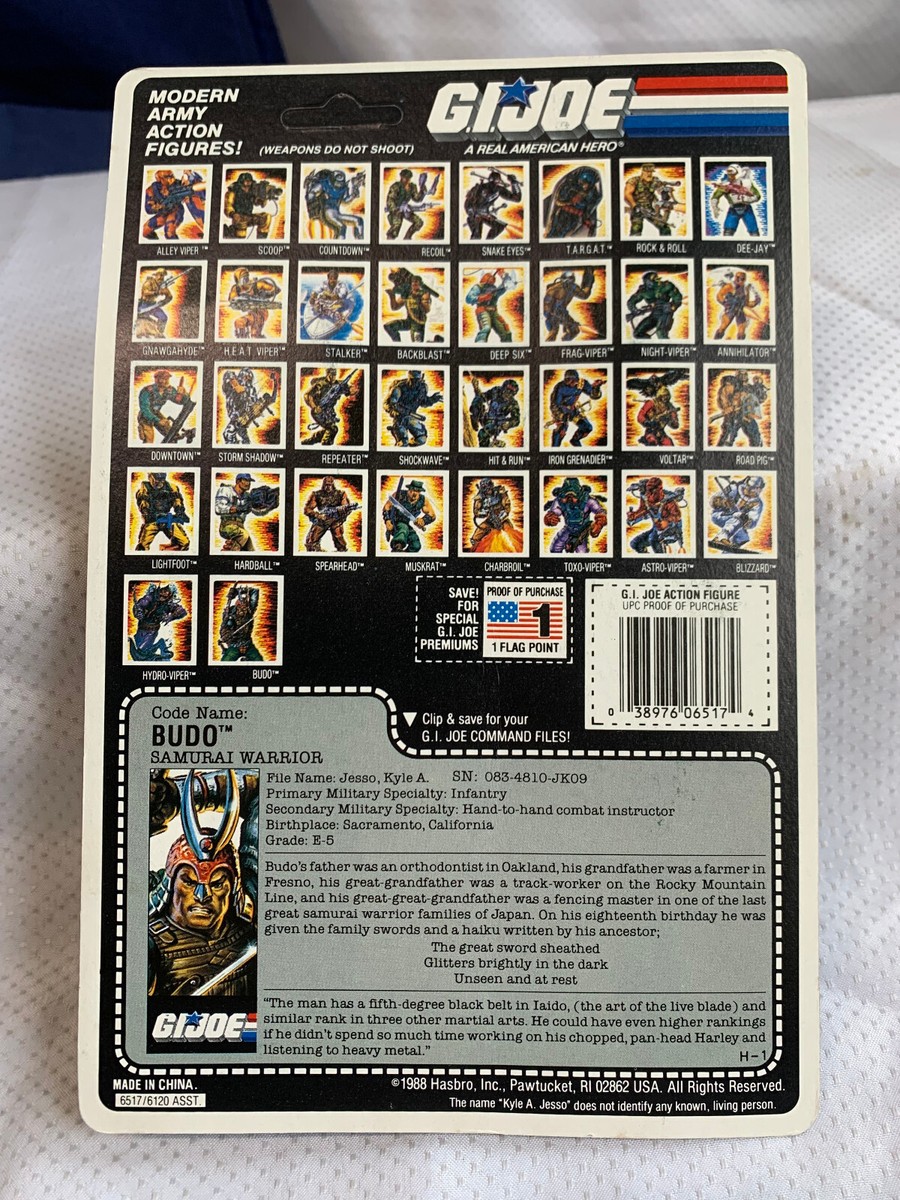 MODERN
ARMY
ACTION
FIGURES!
(WEAPONS DO NOT SHOOT)
G.I. JOE
A REAL AMERICAN HERO®
ALLEY VIPER™ SCOOP™ COUNTDOWN™ RECOIL™ SNAKE EYES™ T.A.R.G.A.T.™ ROCK & ROLL DEE-JAY™
GNAWGAHYDE™ H.E.A.T. VIPER™ STALKER™ BACKBLAST™ DEEP SIX™ FRAG-VIPER™ NIGHT-VIPER™ ANNIHILATOR™
DOWNTOWN™ STORM SHADOW™ REPEATER™ SHOCKWAVE™ HIT & RUN™ IRON GRENADIER™ VOLTAR™ ROAD PIG™
LIGHTFOOT™ HARDBALL™ SPEARHEAD™ MUSKRAT™ CHARBROIL™ TOXO-VIPER™ ASTRO-VIPER™ BLIZZARD™
HYDRO-VIPER™ BUDO™
SAVE!
FOR
SPECIAL
G.I. JOE
PREMIUMS
PROOF OF PURCHASE
1
1 FLAG POINT
G.I. JOE ACTION FIGURE
UPC PROOF OF PURCHASE
0 38976 06517 4
▼ Clip & save for your
G.I. JOE COMMAND FILES!
Code Name:
BUDO™
SAMURAI WARRIOR
File Name: Jesso, Kyle A. SN: 083-4810-JK09
Primary Military Specialty: Infantry
Secondary Military Specialty: Hand-to-hand combat instructor
Birthplace: Sacramento, California
Grade: E-5
Budo's father was an orthodontist in Oakland, his grandfather was a farmer in
Fresno, his great-grandfather was a track-worker on the Rocky Mountain
Line, and his great-great-grandfather was a fencing master in one of the last
great samurai warrior families of Japan. On his eighteenth birthday he was
given the family swords and a haiku written by his ancestor;
The great sword sheathed
Glitters brightly in the dark
Unseen and at rest
"The man has a fifth-degree black belt in Iaido, (the art of the live blade) and
similar rank in three other martial arts. He could have even higher rankings
if he didn't spend so much time working on his chopped, pan-head Harley and
listening to heavy metal."
H-1
G.I. JOE
MADE IN CHINA.
6517/6120 ASST.
©1988 Hasbro, Inc., Pawtucket, RI 02862 USA. All Rights Reserved.
The name "Kyle A. Jesso" does not identify any known, living person.